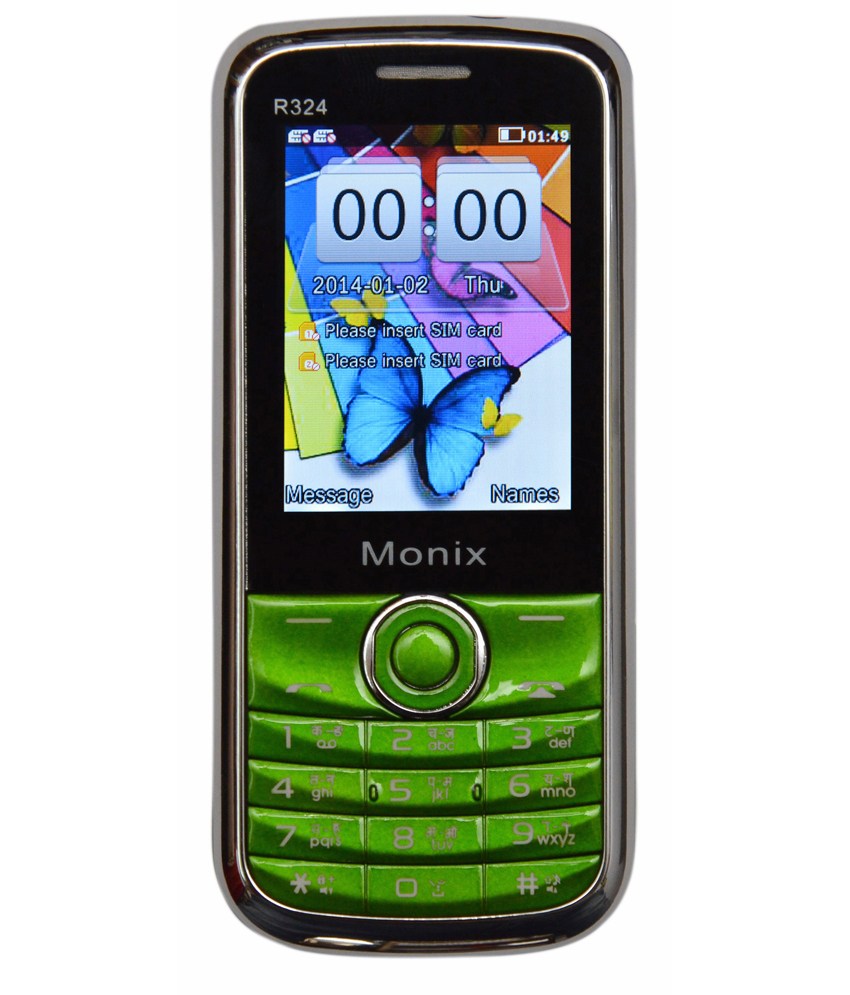 R324
01:49
00 : 00
2014-01-02 Thu
1 Please insert SIM card
2 Please insert SIM card
Message Names
Monix
1 क-ङ 2 च-ञ abc 3 ट-ण def
4 ghi 5 प-म jkl 6 mno
7 pqrs 8 tuv 9 wxyz
* 0 #